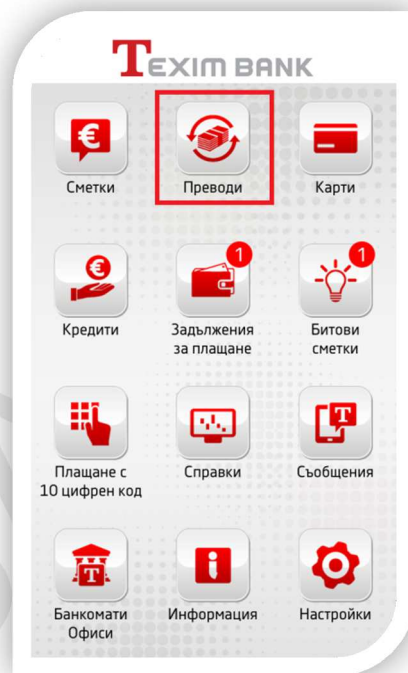 TEXIM BANK
€
Сметки
Преводи
Карти
€
Кредити
1
Задължения
за плащане
1
Битови
сметки
Плащане с
10 цифрен код
Справки
T
Съобщения
T
Банкомати
Офиси
i
Информация
Настройки